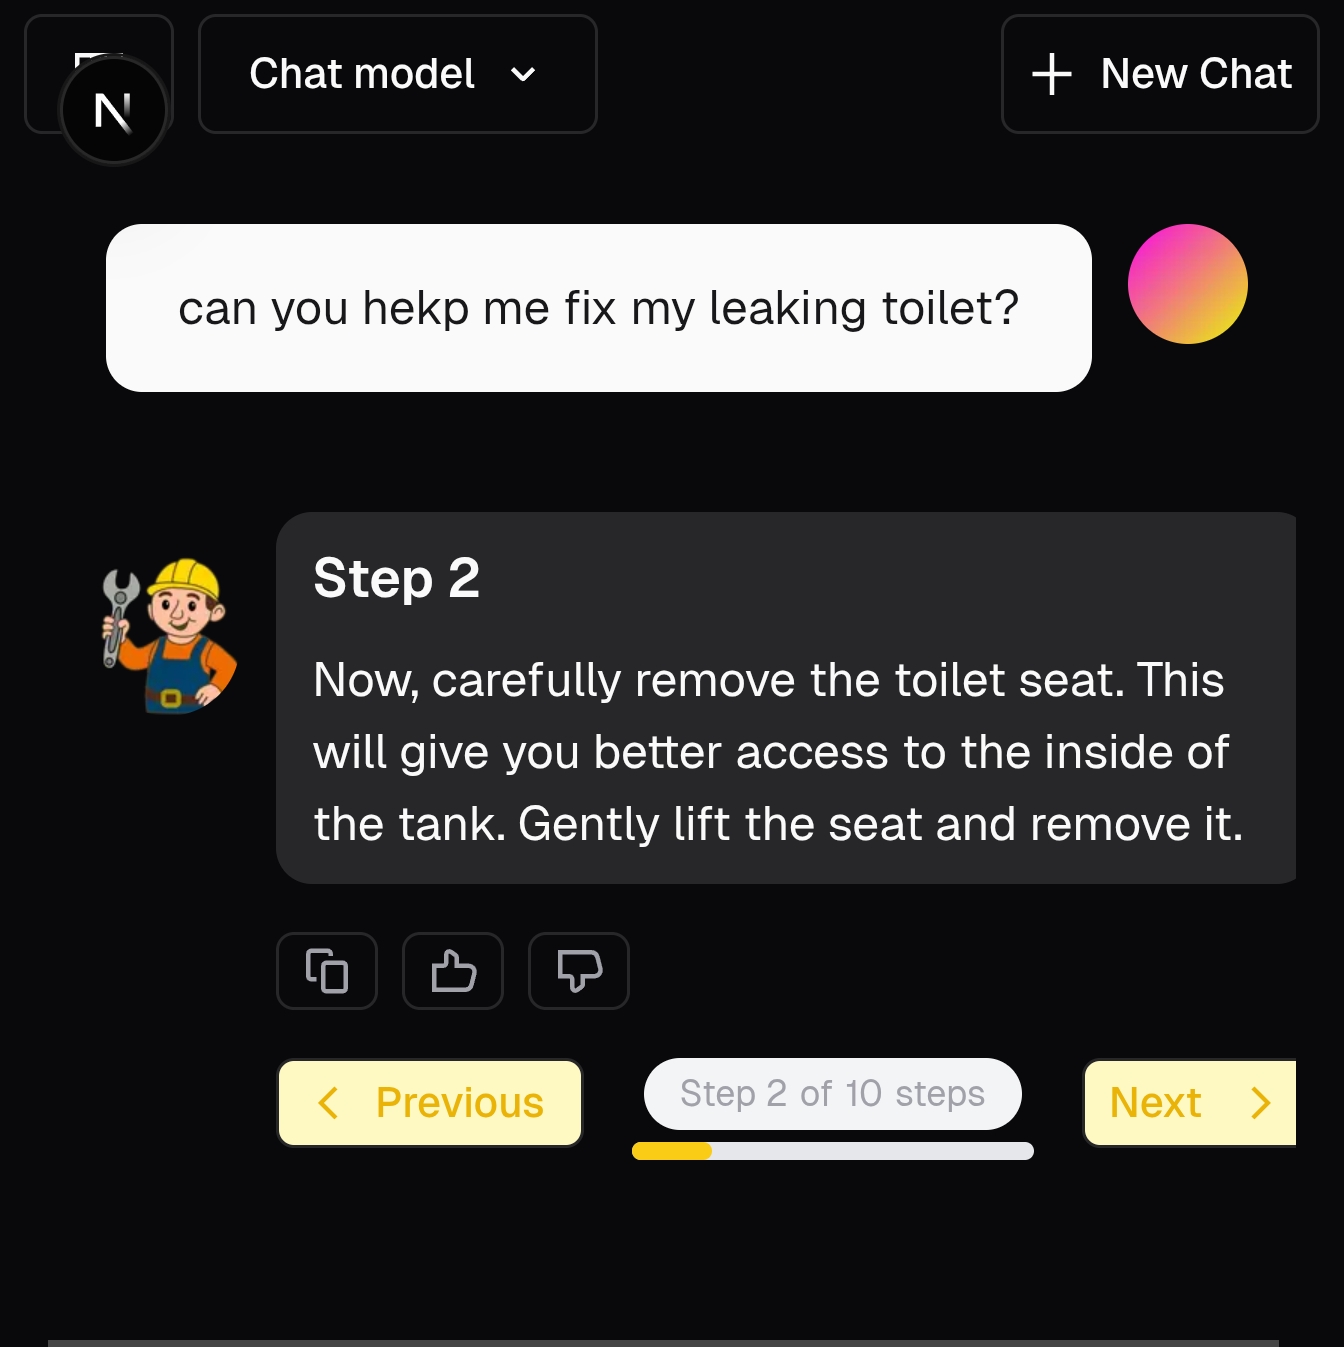 Chat model
New Chat
N
can you hekp me fix my leaking toilet?
Step 2
Now, carefully remove the toilet seat. This
will give you better access to the inside of
the tank. Gently lift the seat and remove it.
Previous
Step 2 of 10 steps
Next